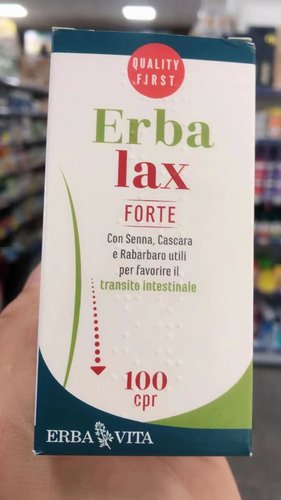 QUALITY
FIRST
Erba
lax
FORTE
Con Senna, Cascara
e Rabarbaro utili
per favorire il
transito intestinale
100
cpr
ERBA VITA